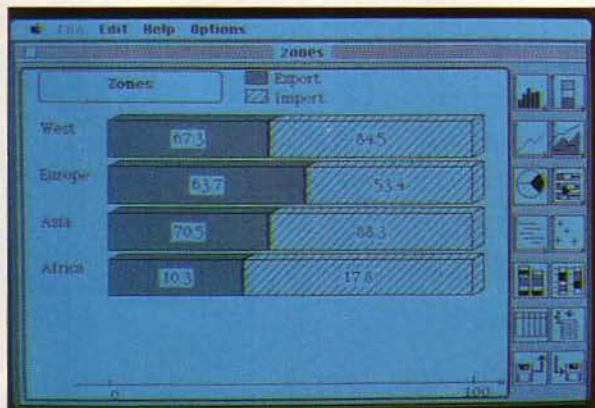 File Edit Help Options
Zones
Zones
Export
Import
West 67.3 84.5
Europe 63.7 53.4
Asia 70.5 88.3
Africa 10.3 17.8
0 100